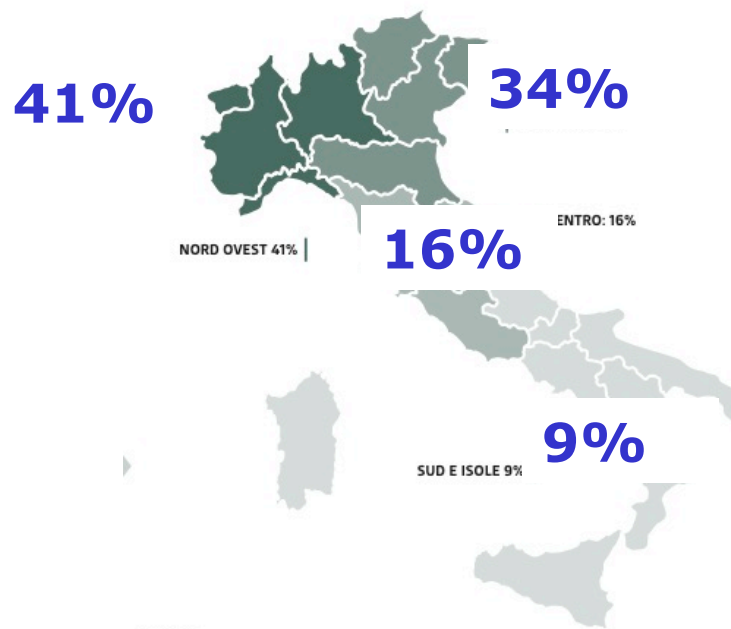 41%
34%
ENTRO: 16%
NORD OVEST 41%
16%
9%
SUD E ISOLE 9%